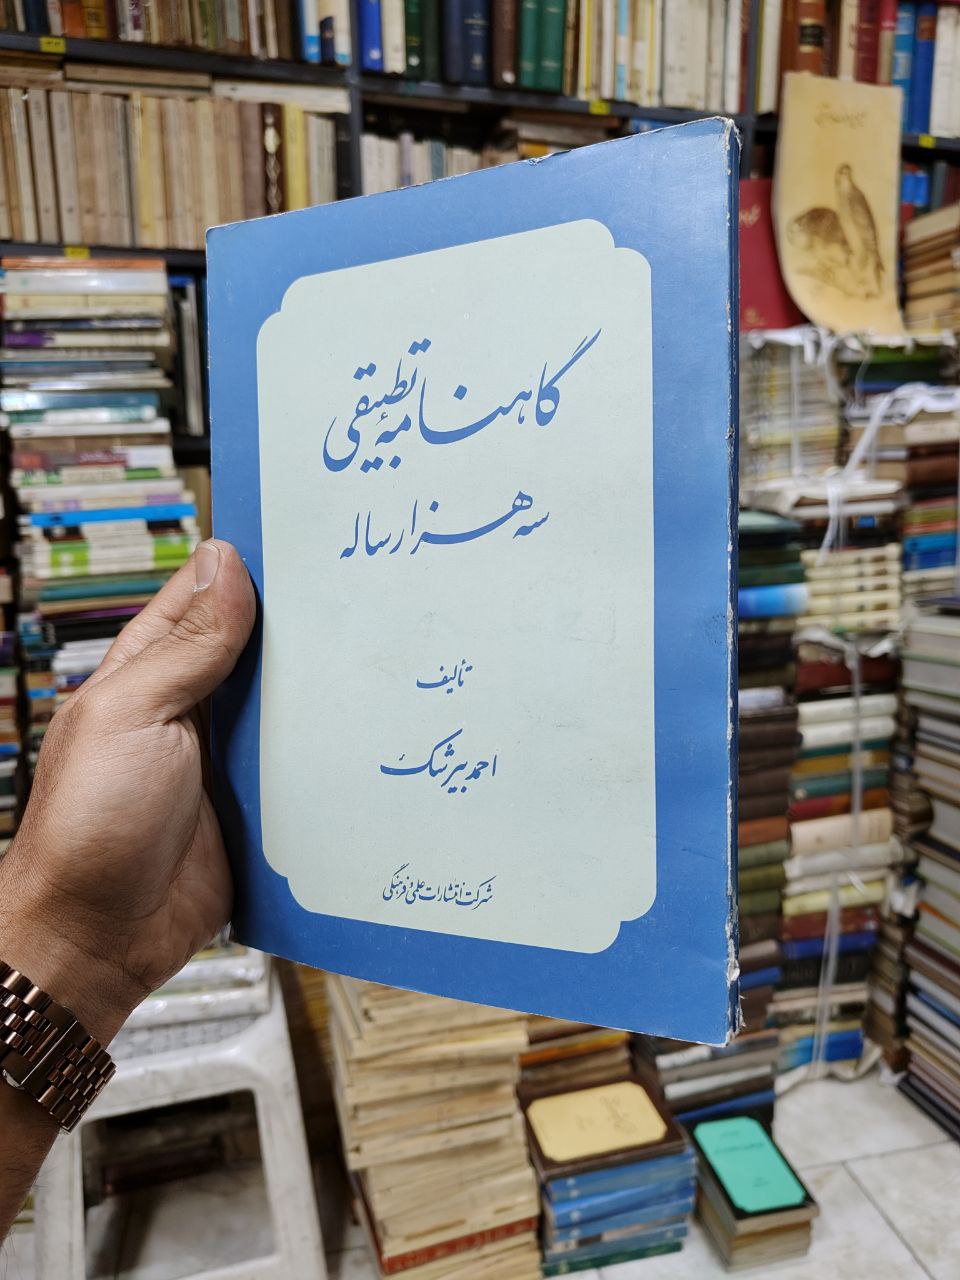 گاهنامهٔ تطبیقی
سه هزار ساله
تألیف
احمد بیرشک
شرکت انتشارات علمی و فرهنگی